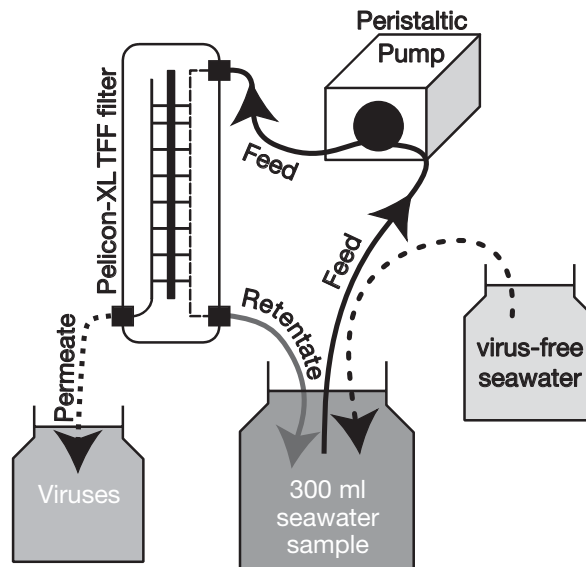 Peristaltic
Pump
Pelicon-XL TFF filter
Feed
Feed
Retentate
Permeate
virus-free
seawater
Viruses
300 ml
seawater
sample